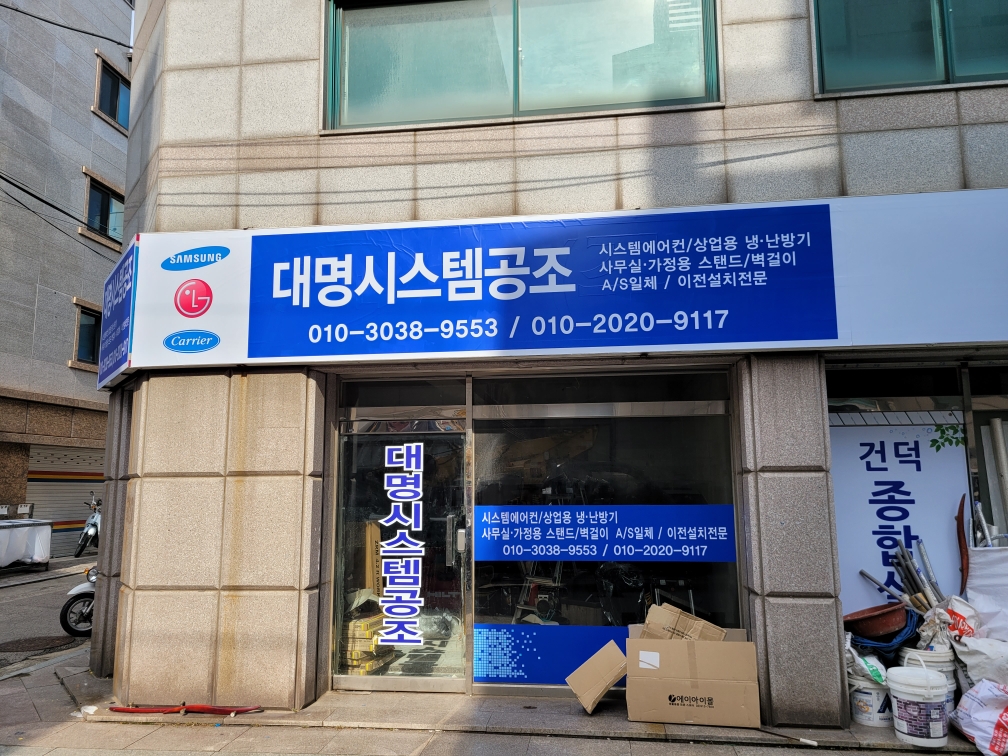 SAMSUNG
LG
Carrier
대명시스템공조
시스템에어컨/상업용 냉·난방기
사무실·가정용 스탠드/벽걸이
A/S일체 / 이전설치전문
010-3038-9553 / 010-2020-9117
대명시스템공조
시스템에어컨/상업용 냉·난방기
사무실·가정용 스탠드/벽걸이 A/S일체 / 이전설치전문
010-3038-9553 / 010-2020-9117
건덕
종합
에이아이몰